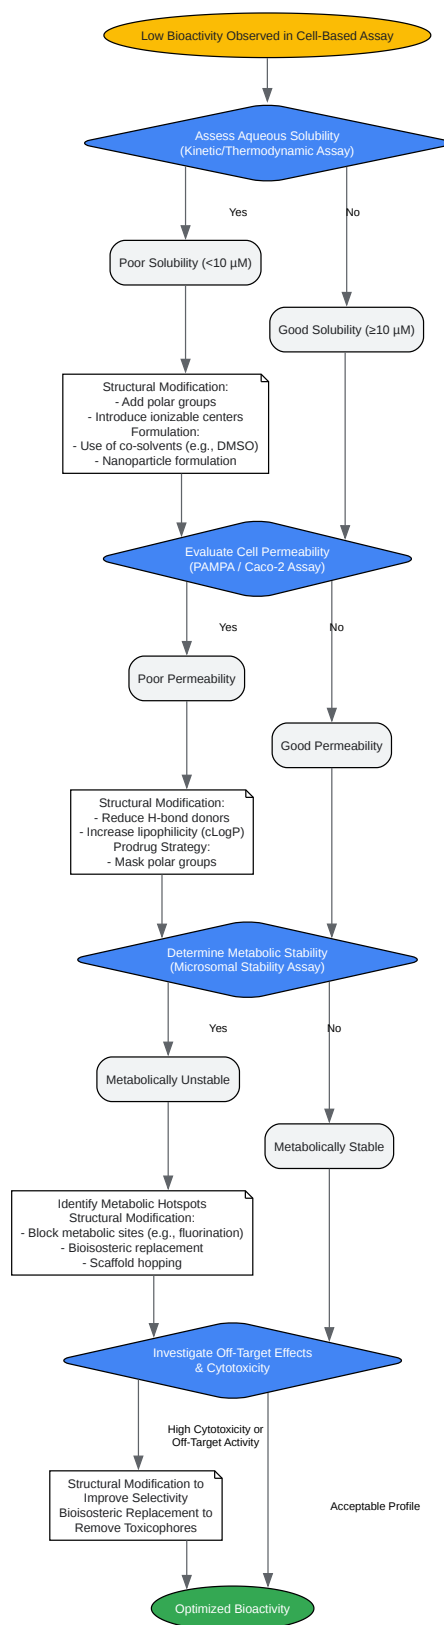 Low Bioactivity Observed in Cell-Based Assay
Assess Aqueous Solubility
(Kinetic/Thermodynamic Assay)
Yes
No
Poor Solubility (<10 µM)
Good Solubility (≥10 µM)
Structural Modification:
- Add polar groups
- Introduce ionizable centers
Formulation:
- Use of co-solvents (e.g., DMSO)
- Nanoparticle formulation
Evaluate Cell Permeability
(PAMPA / Caco-2 Assay)
Yes
No
Poor Permeability
Good Permeability
Structural Modification:
- Reduce H-bond donors
- Increase lipophilicity (cLogP)
Prodrug Strategy:
- Mask polar groups
Determine Metabolic Stability
(Microsomal Stability Assay)
Yes
No
Metabolically Unstable
Metabolically Stable
Identify Metabolic Hotspots
Structural Modification:
- Block metabolic sites (e.g., fluorination)
- Bioisosteric replacement
- Scaffold hopping
Investigate Off-Target Effects
& Cytotoxicity
High Cytotoxicity or
Off-Target Activity
Structural Modification to
Improve Selectivity
Bioisosteric Replacement to
Remove Toxicophores
Acceptable Profile
Optimized Bioactivity